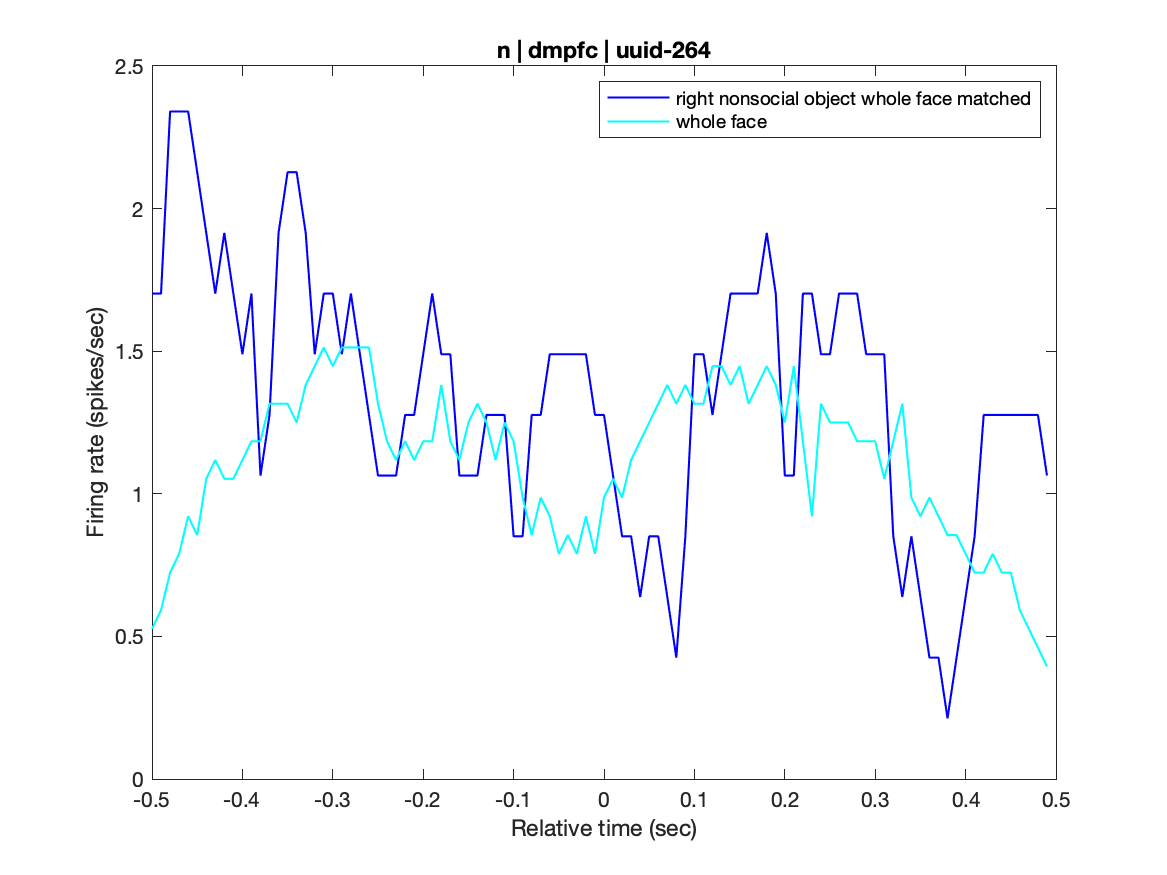 n | dmpfc | uuid-264
right nonsocial object whole face matched
whole face
Firing rate (spikes/sec)
2.5
2
1.5
1
0.5
0
-0.5 -0.4 -0.3 -0.2 -0.1 0 0.1 0.2 0.3 0.4 0.5
Relative time (sec)